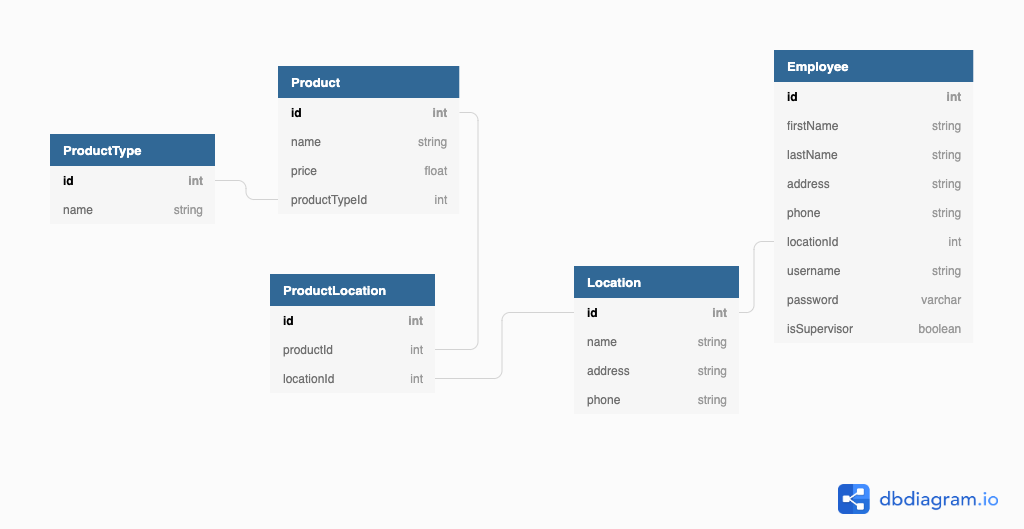 ProductType
id int
name string
Product
id int
name string
price float
productTypeId int
ProductLocation
id int
productId int
locationId int
Location
id int
name string
address string
phone string
Employee
id int
firstName string
lastName string
address string
phone string
locationId int
username string
password varchar
isSupervisor boolean
dbdiagram.io